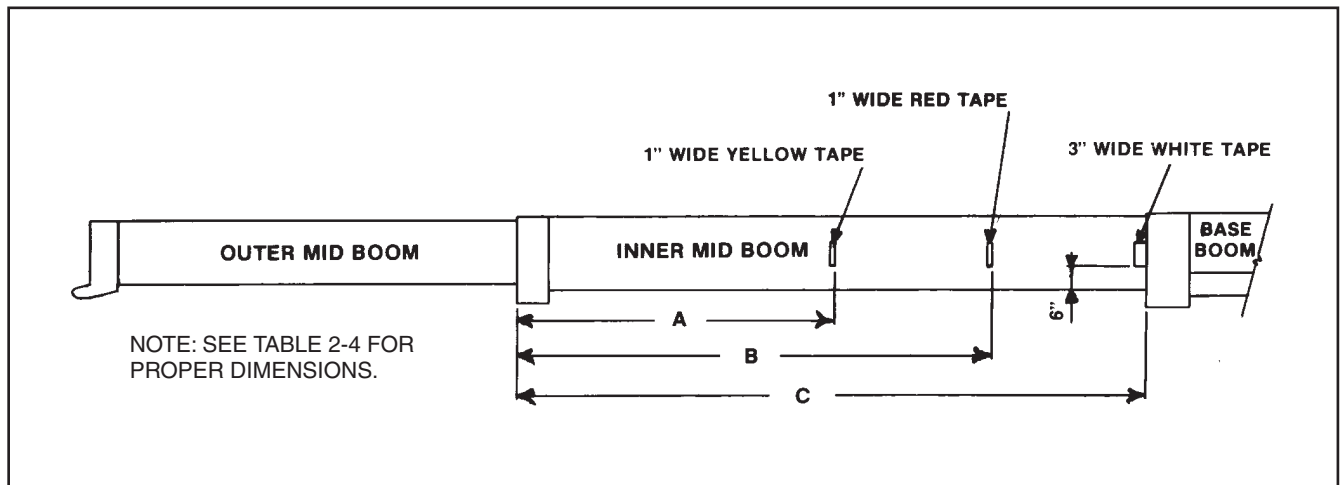 1” WIDE RED TAPE
1” WIDE YELLOW TAPE
3” WIDE WHITE TAPE
OUTER MID BOOM
INNER MID BOOM
BASE
BOOM
6”
A
NOTE: SEE TABLE 2-4 FOR
PROPER DIMENSIONS.
B
C